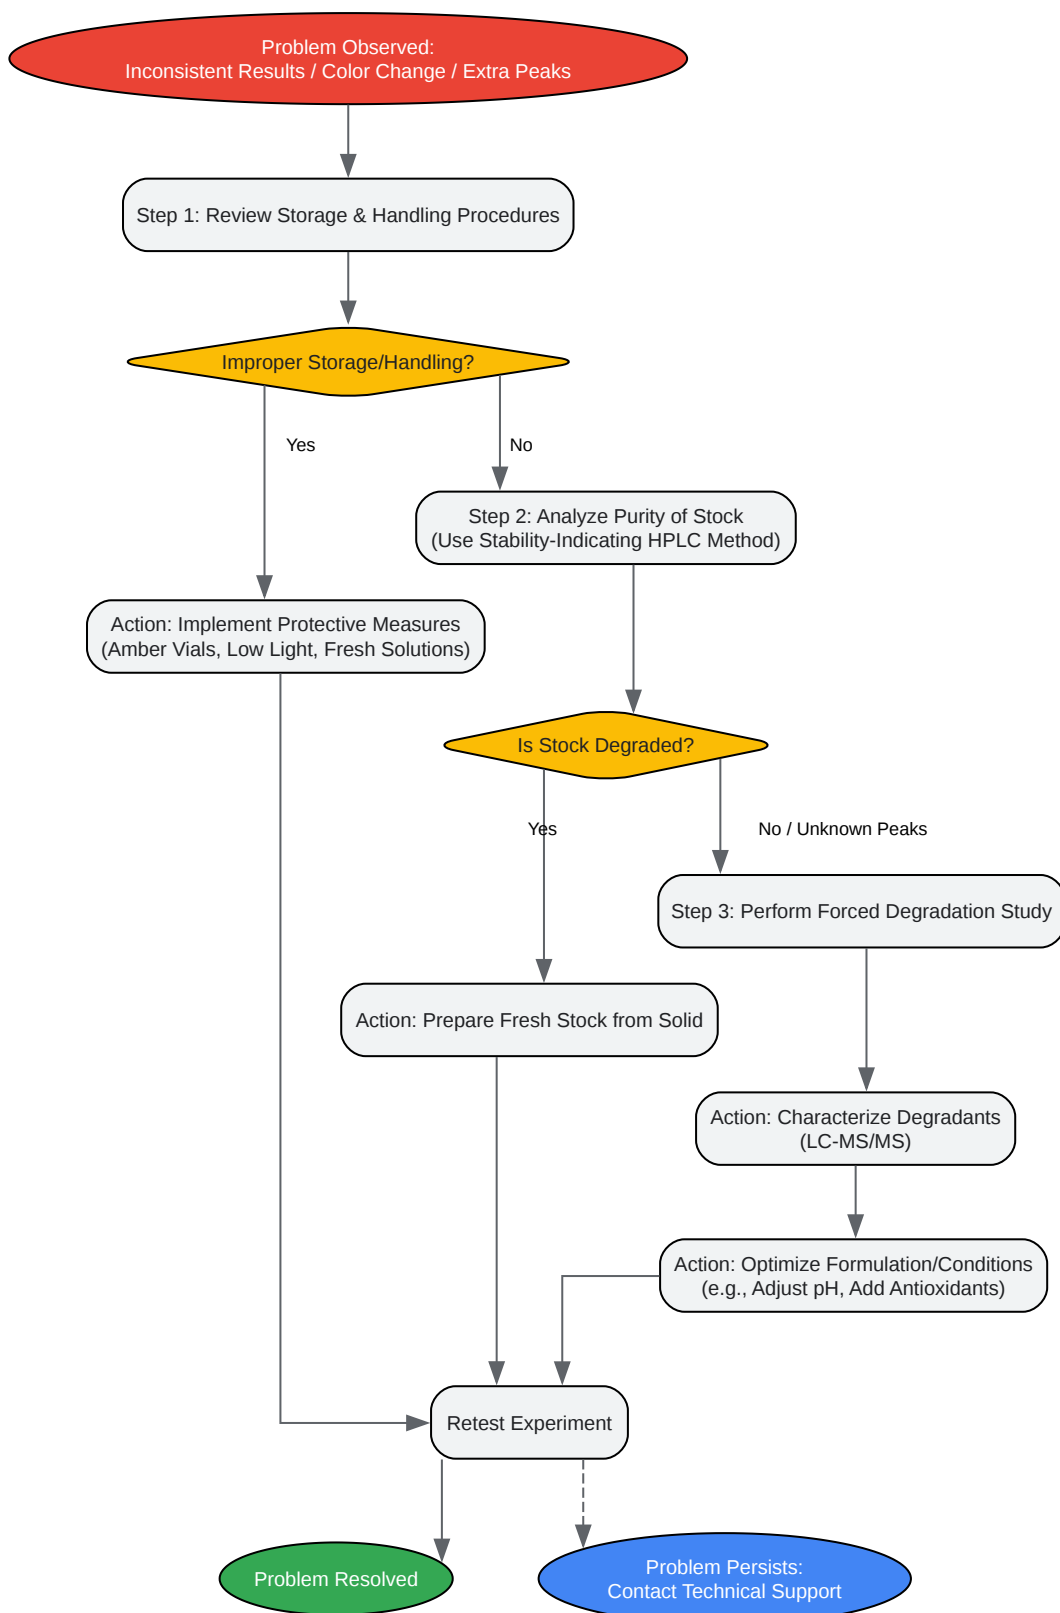 Problem Observed:
Inconsistent Results / Color Change / Extra Peaks
Step 1: Review Storage & Handling Procedures
Improper Storage/Handling?
Yes
No
Step 2: Analyze Purity of Stock
(Use Stability-Indicating HPLC Method)
Action: Implement Protective Measures
(Amber Vials, Low Light, Fresh Solutions)
Is Stock Degraded?
Yes
No / Unknown Peaks
Step 3: Perform Forced Degradation Study
Action: Prepare Fresh Stock from Solid
Action: Characterize Degradants
(LC-MS/MS)
Action: Optimize Formulation/Conditions
(e.g., Adjust pH, Add Antioxidants)
Retest Experiment
Problem Resolved
Problem Persists:
Contact Technical Support